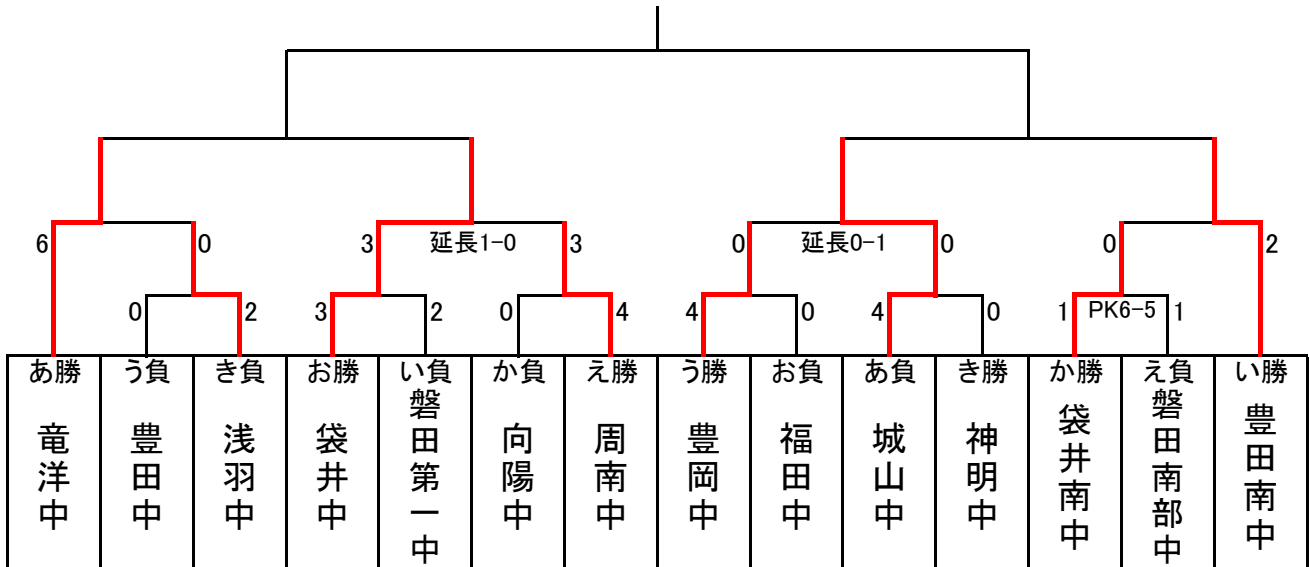 6 0 3 延長1-0 3 0 延長0-1 0 0 2
0 2 3 2 0 4 4 0 4 0 1 PK6-5 1
あ勝 う負 き負 お勝 い負 か負 え勝 う勝 お負 あ負 き勝 か勝 え負 い勝
竜洋中
豊田中
浅羽中
袋井中
磐田第一中
向陽中
周南中
豊岡中
福田中
城山中
神明中
袋井南中
磐田南部中
豊田南中